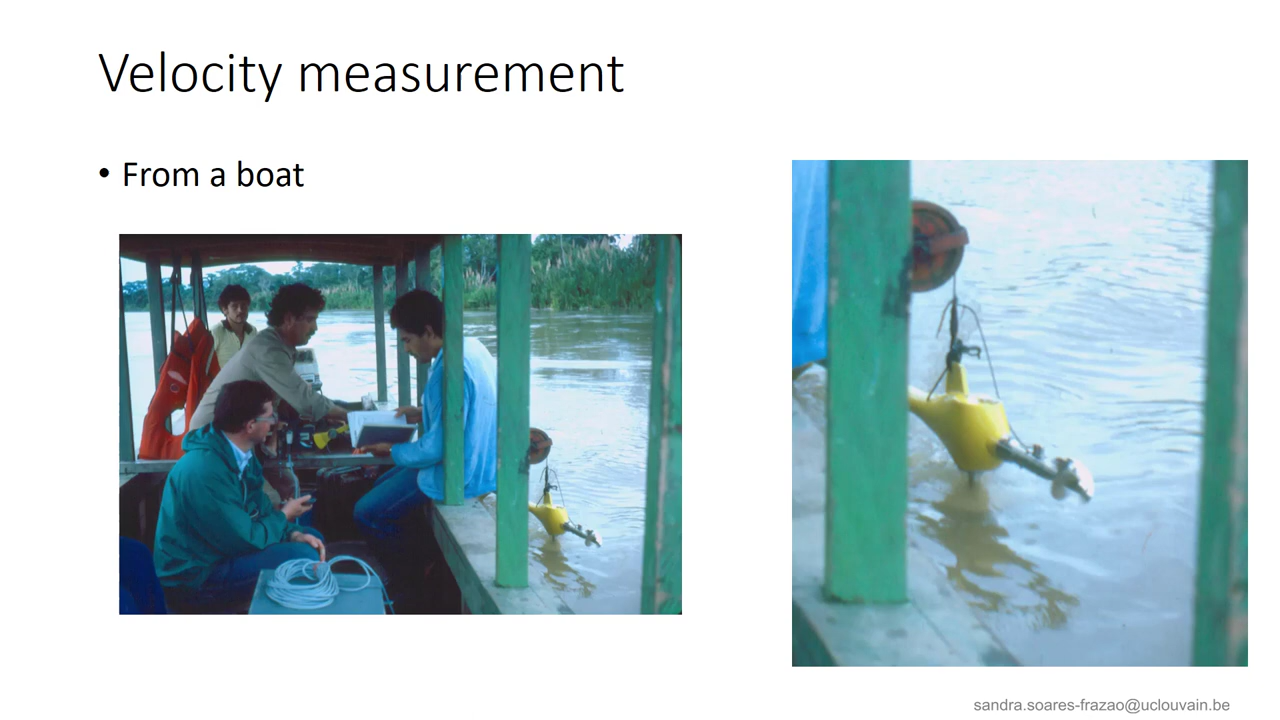 Velocity measurement
• From a boat
sandra.soares-frazao@uclouvain.be